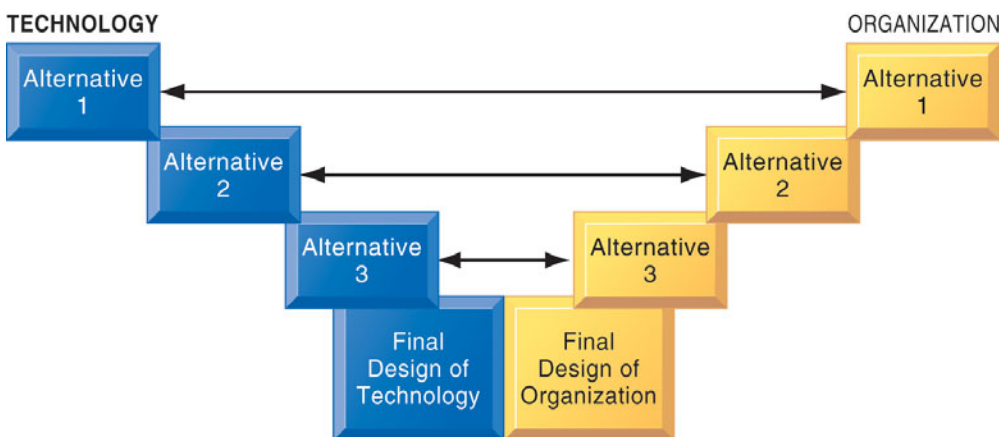 TECHNOLOGY
ORGANIZATION
Alternative
1
Alternative
1
Alternative
2
Alternative
2
Alternative
3
Alternative
3
Final
Design of
Technology
Final
Design of
Organization